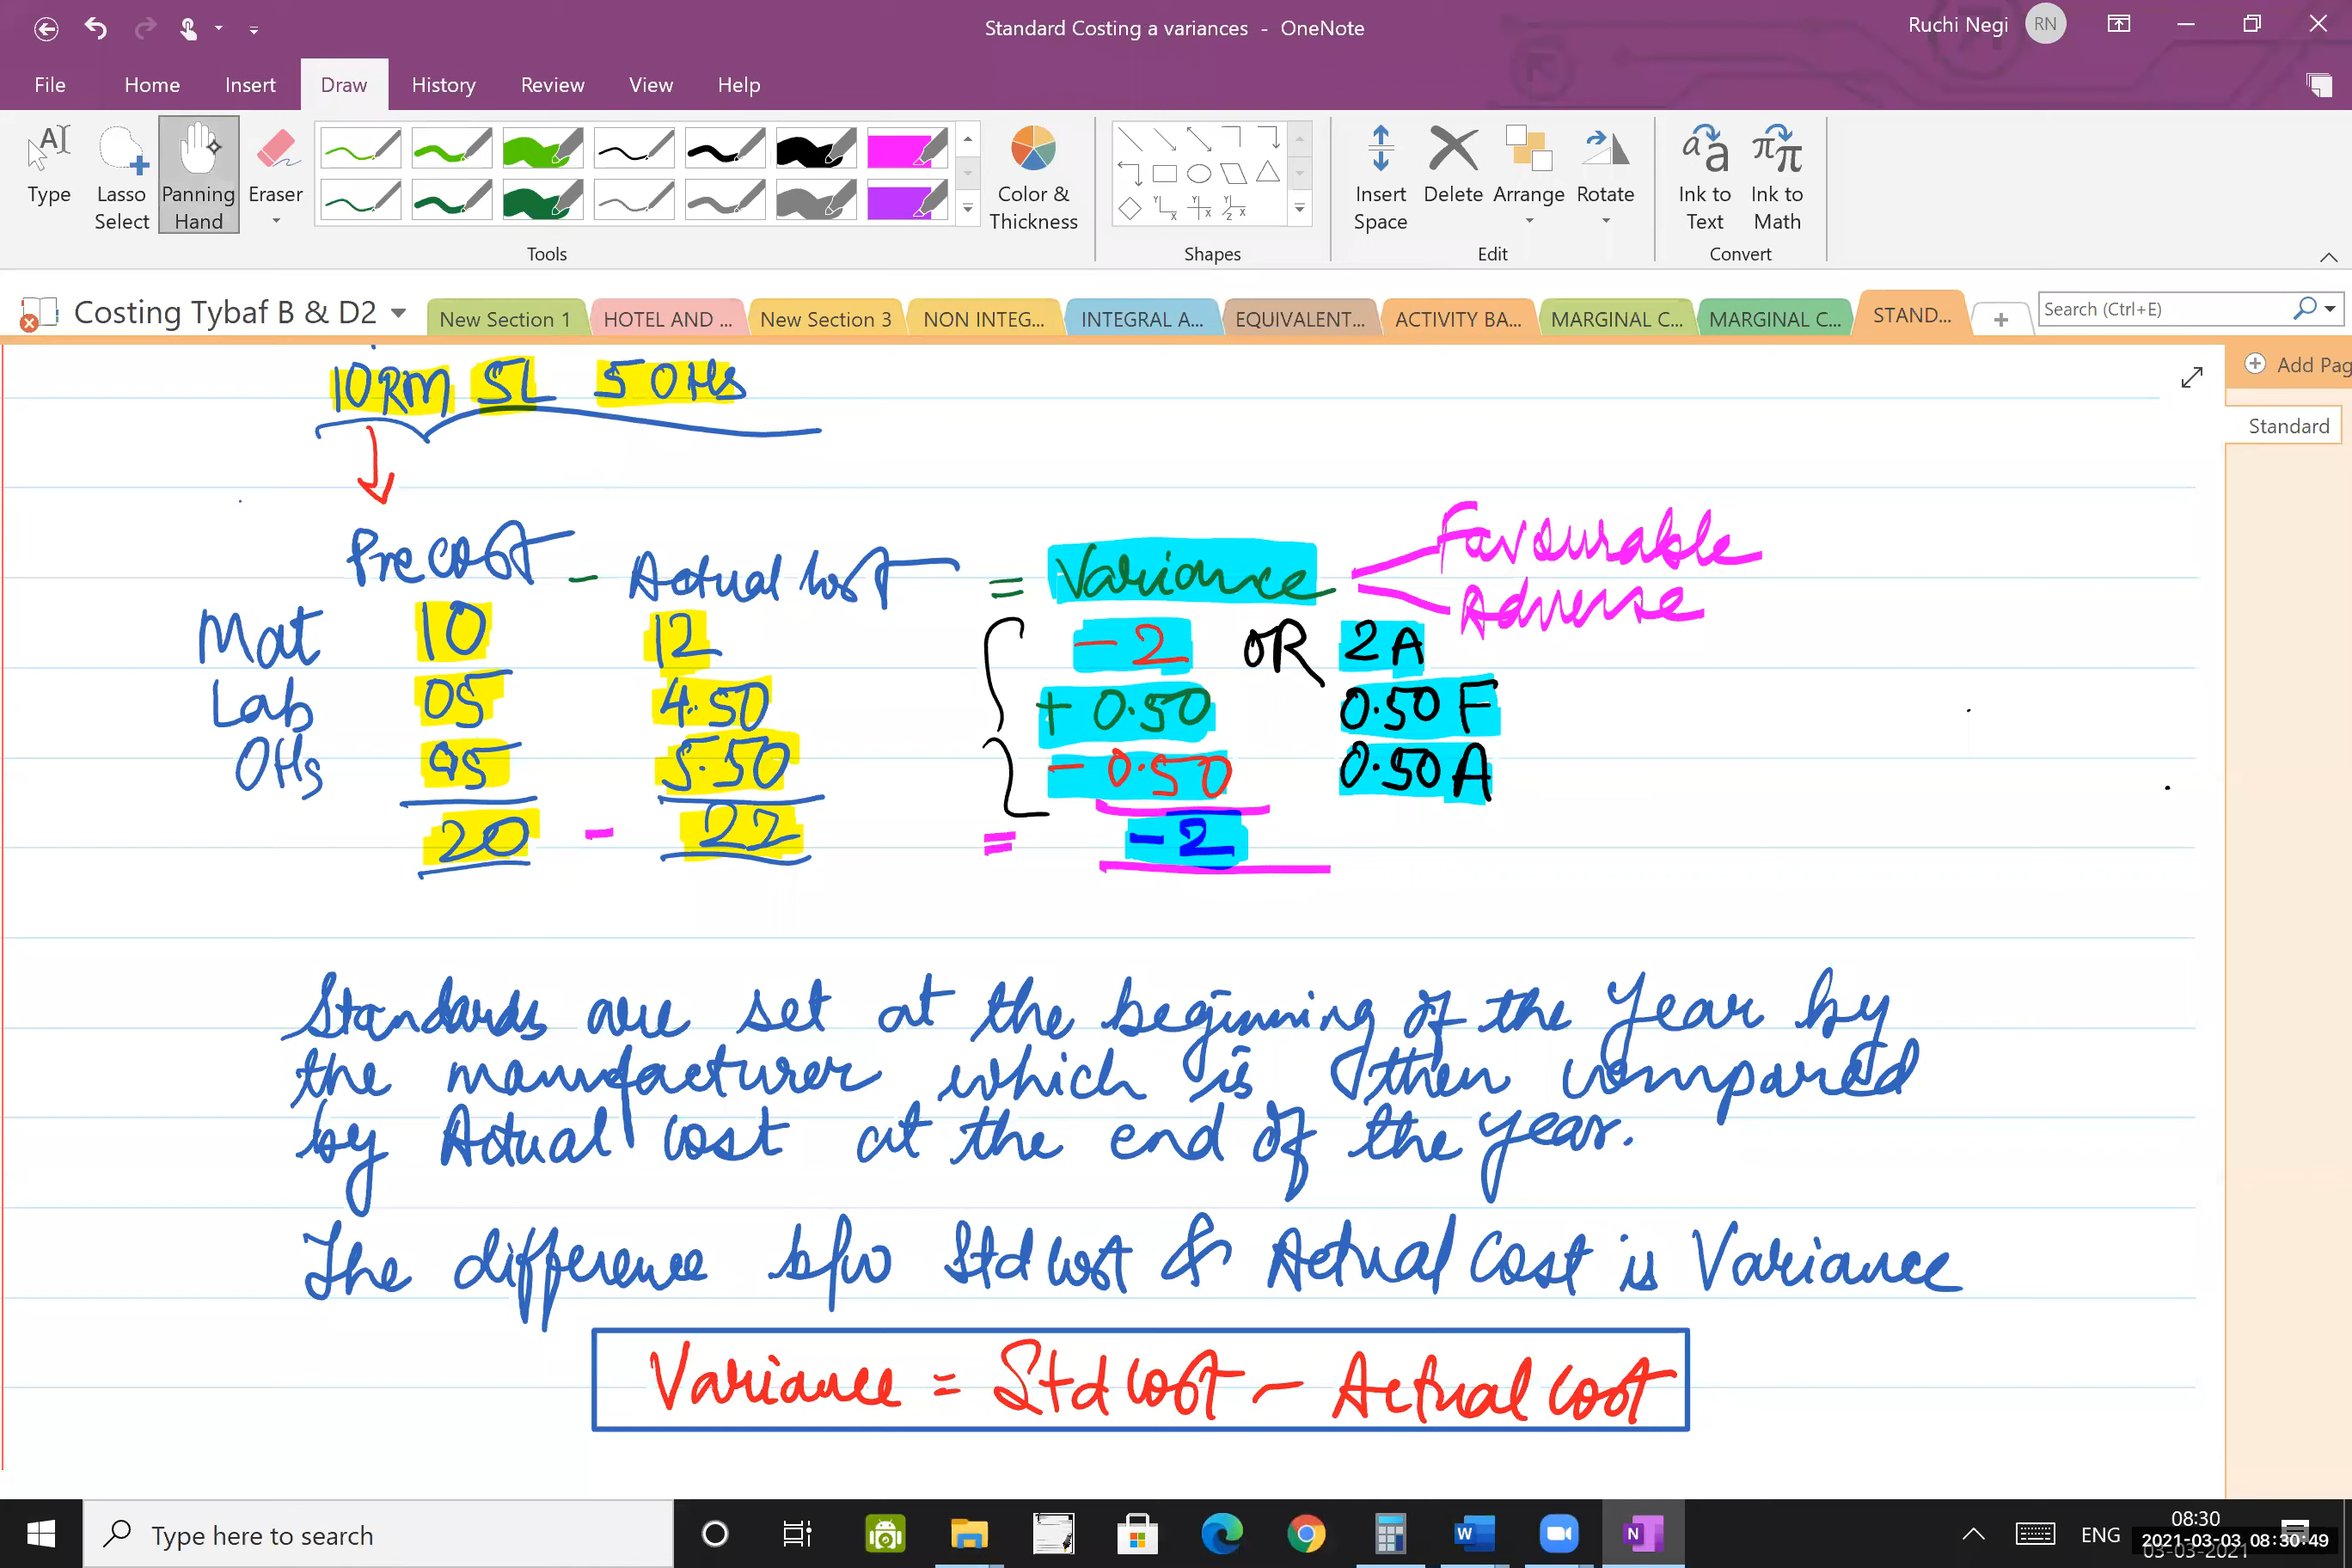 Standard Costing a variances - OneNote
Ruchi Negi RN
File Home Insert Draw History Review View Help
Type Lasso Select Panning Hand Eraser
Color & Thickness
Insert Space Delete Arrange Rotate
Ink to Text Ink to Math
Tools Shapes Edit Convert
Costing Tybaf B & D2 New Section 1 HOTEL AND ... New Section 3 NON INTEG... INTEGRAL A... EQUIVALENT... ACTIVITY BA... MARGINAL C... MARGINAL C... STAND... + Search (Ctrl+E)
Add Pag
Standard
10RM 5L 5 OHs
Pre cost - Actual Cost = Variance Favourable
Adverse
Mat 10 12 - 2 OR 2 A
Lab 05 4.50 + 0.50 0.50 F
OHs 05 5.50 - 0.50 0.50 A
20 - 22 = - 2
Standards are set at the beginning of the year by
the manufacturer which is then compared
by Actual cost at the end of the year.
The difference b/w Std cost & Actual Cost is Variance
Variance = Std cost - Actual cost
Type here to search
ENG
08:30
2021-03-03 08:30:49
03-03-2021